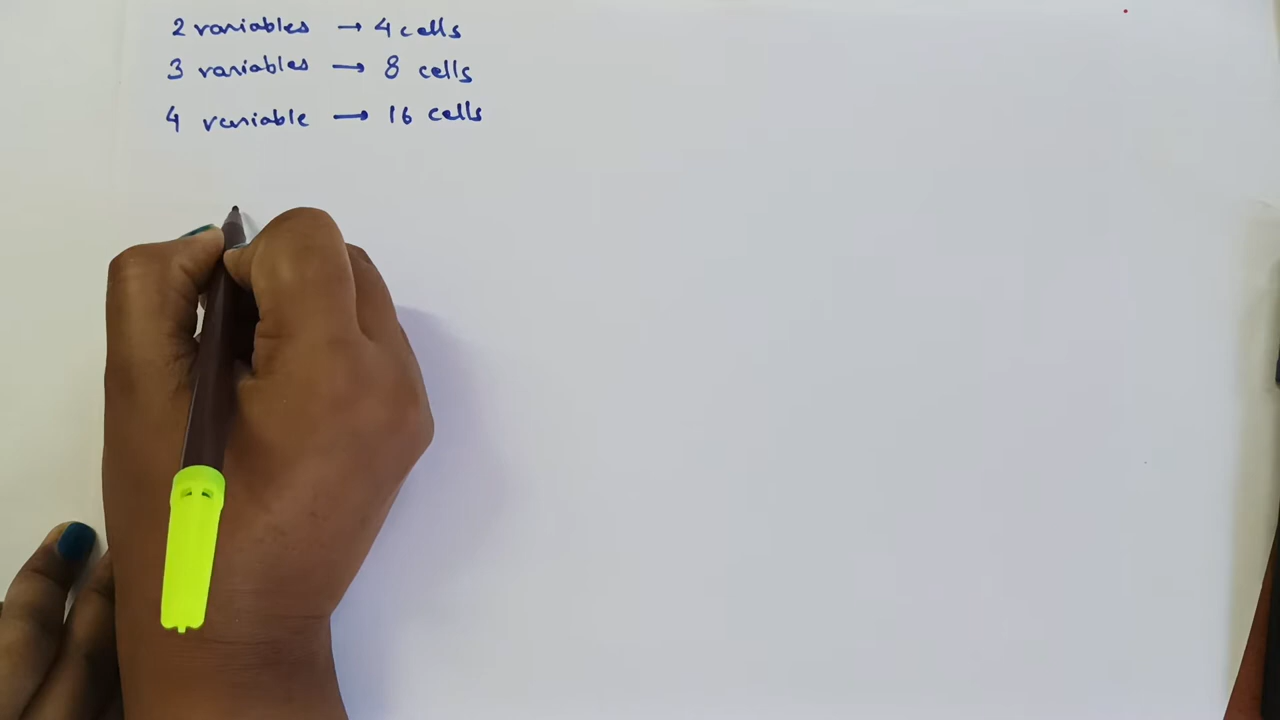 2 variables → 4 cells
3 variables → 8 cells
4 variable → 16 cells